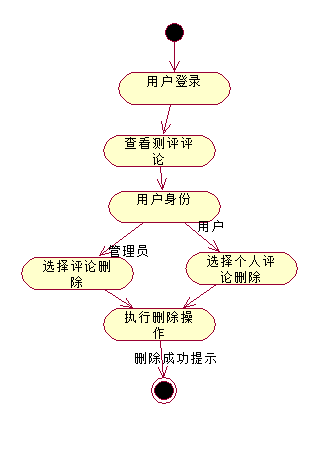 用户登录
查看测评评
论
用户身份
用户
管理员
选择评论删
除
选择个人评
论删除
执行删除操
作
删除成功提示